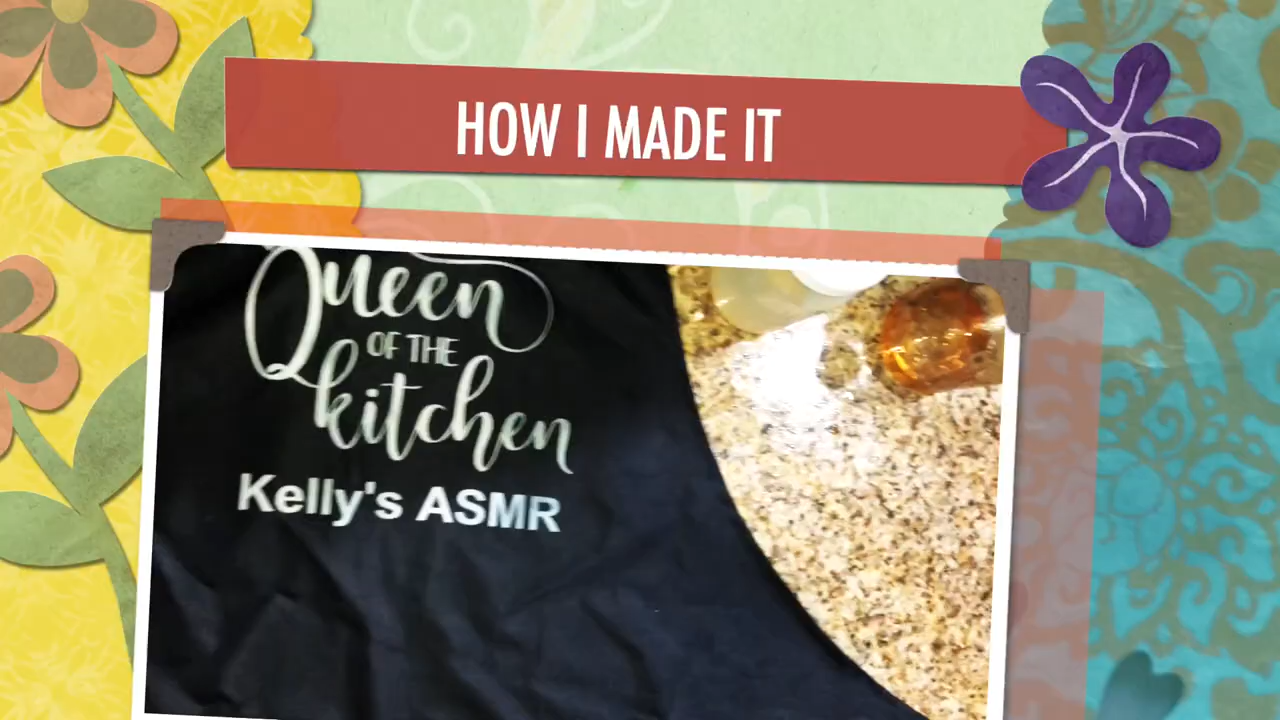 HOW I MADE IT
Queen
OF THE
kitchen
Kelly's ASMR